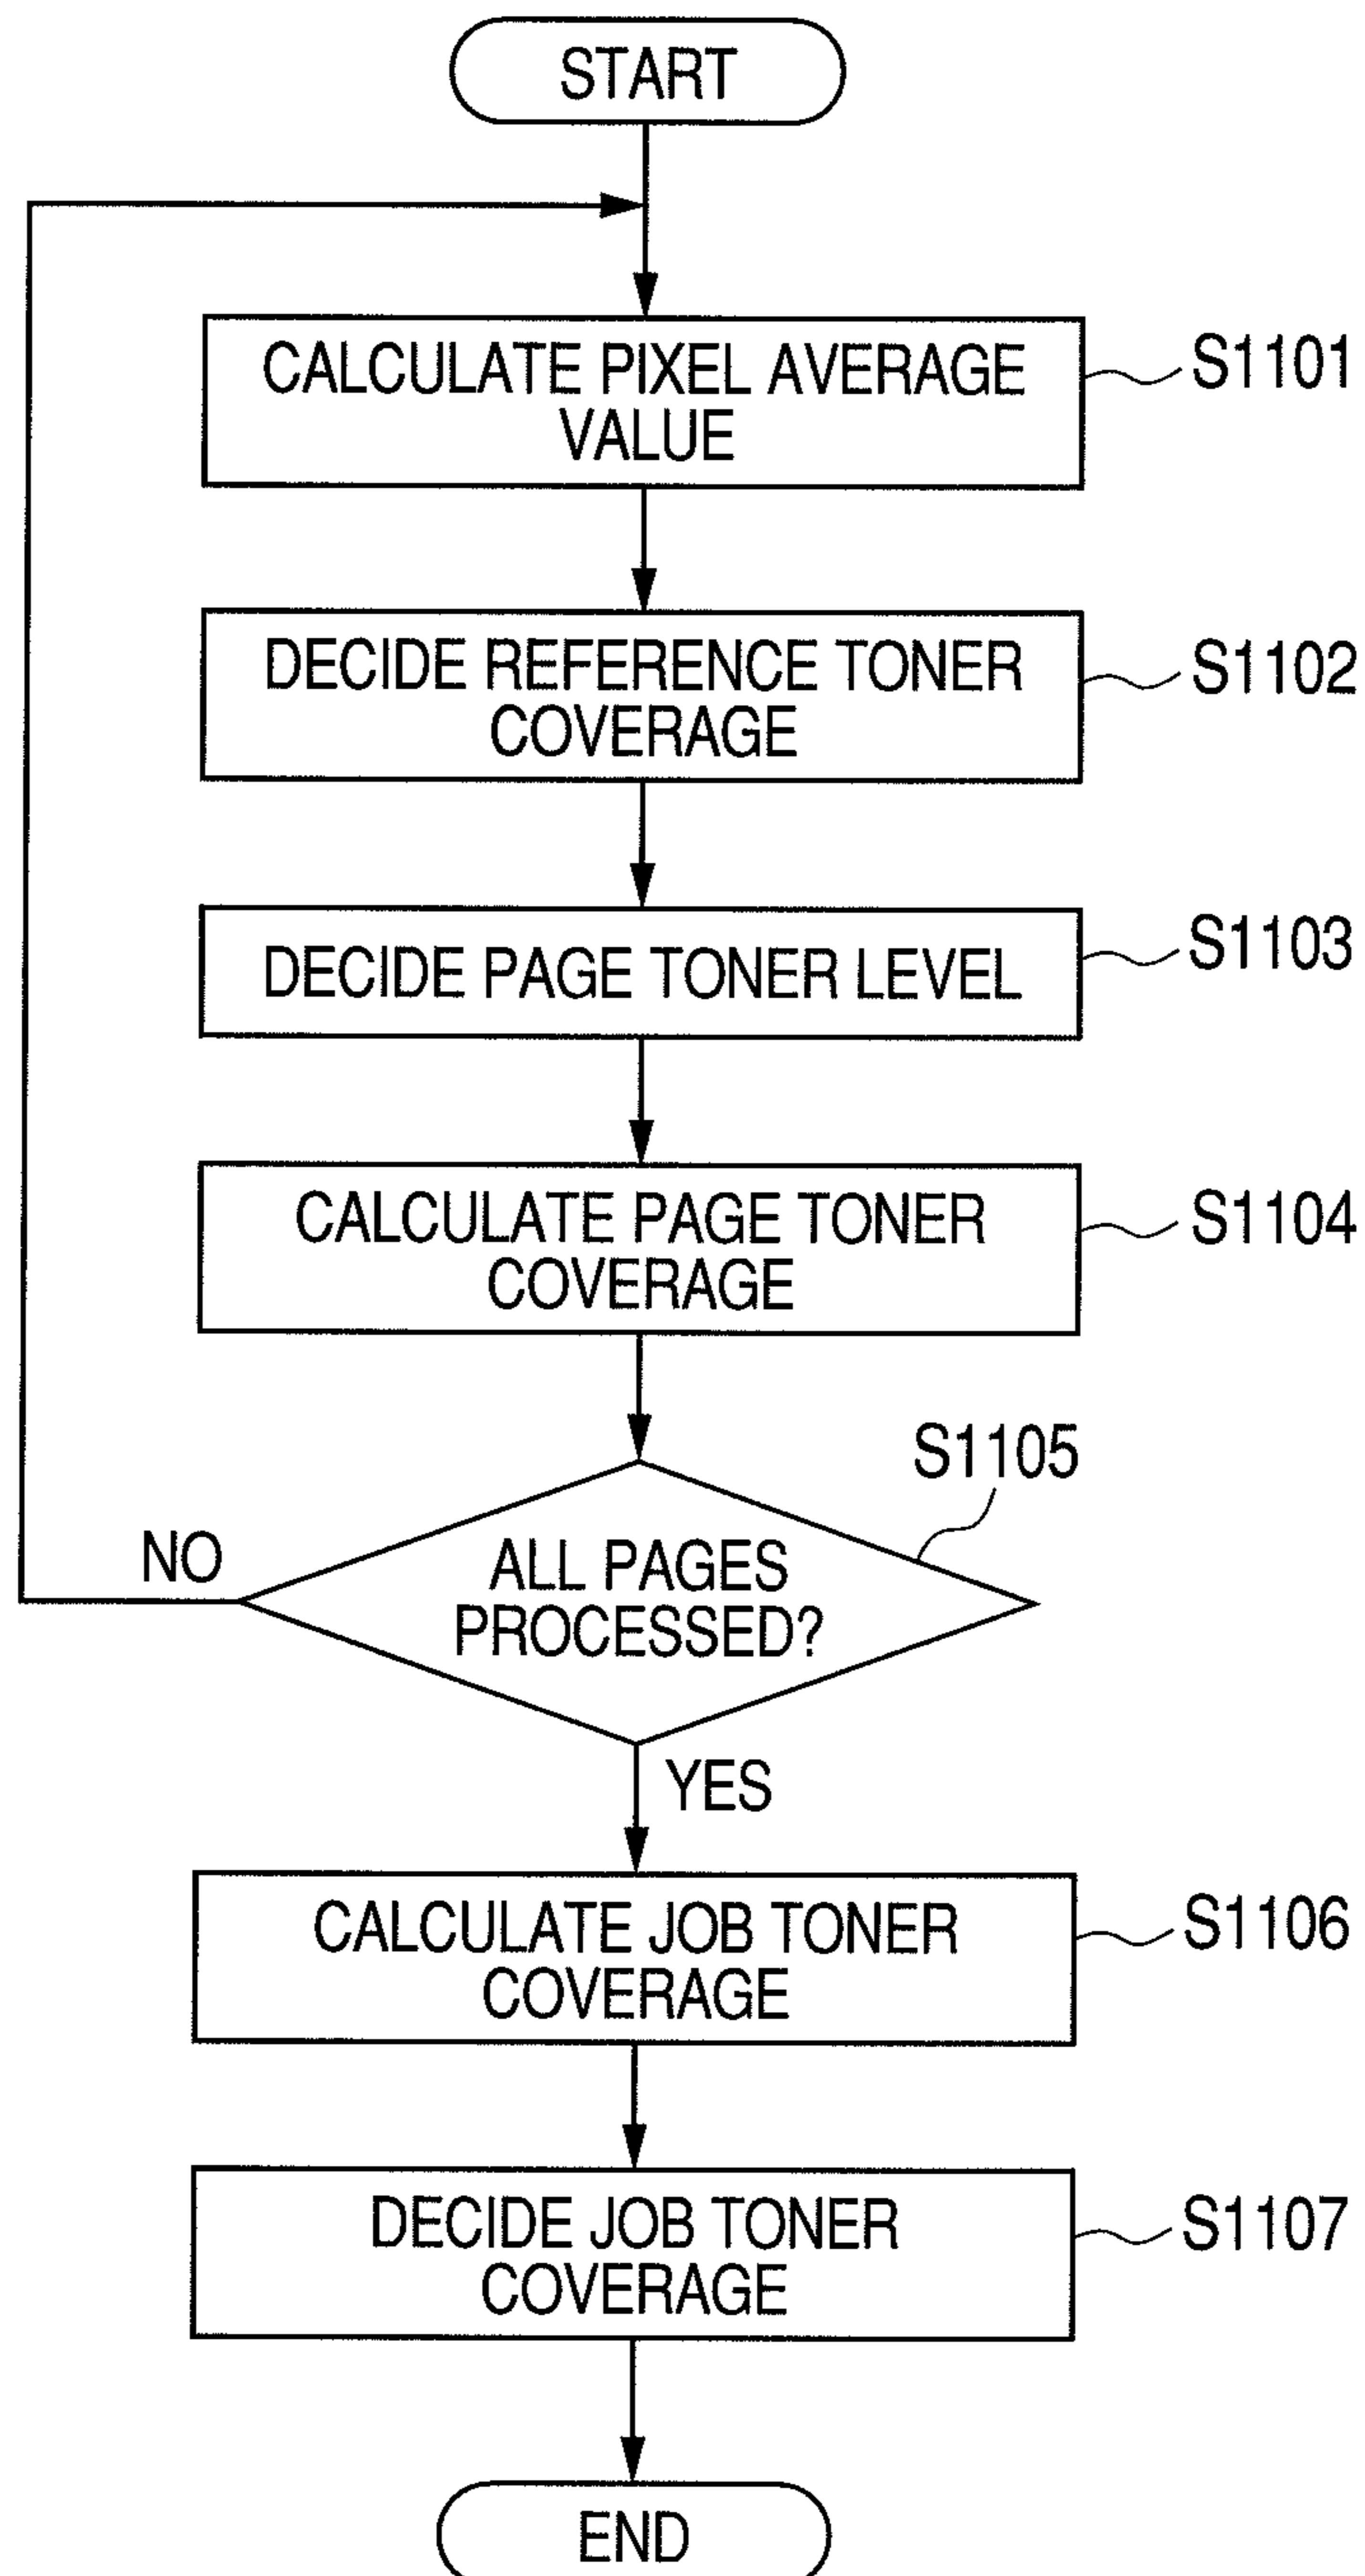 START
CALCULATE PIXEL AVERAGE
VALUE
S1101
DECIDE REFERENCE TONER
COVERAGE
S1102
DECIDE PAGE TONER LEVEL
S1103
CALCULATE PAGE TONER
COVERAGE
S1104
S1105
ALL PAGES
PROCESSED?
NO
YES
CALCULATE JOB TONER
COVERAGE
S1106
DECIDE JOB TONER
COVERAGE
S1107
END